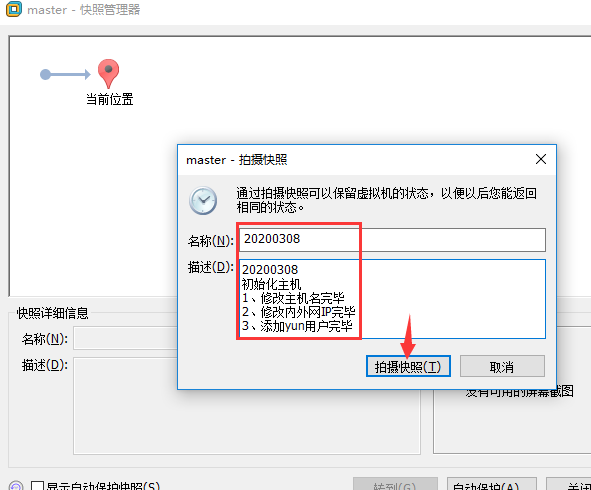 master - 快照管理器
当前位置
master - 拍摄快照
通过拍摄快照可以保留虚拟机的状态，以便以后您能返回
相同的状态。
名称(N): 20200308
描述(D): 20200308
初始化主机
1、修改主机名完毕
2、修改内外网IP完毕
3、添加yun用户完毕
拍摄快照(T) 取消
快照详细信息
名称(N):
描述(D):
没有可用的屏幕截图
显示自动保护快照(S) 转到(G) 自动保护(A)... 关闭